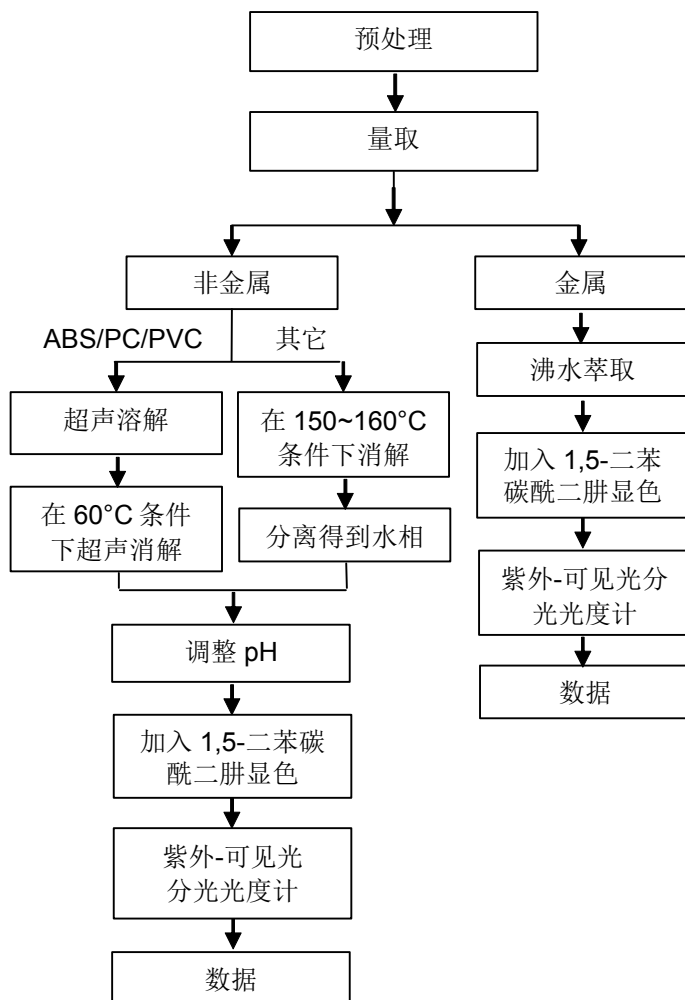 预处理
量取
非金属
金属
ABS/PC/PVC
其它
沸水萃取
超声溶解
在 150~160°C
条件下消解
加入 1,5-二苯
碳酰二肼显色
在 60°C 条件
下超声消解
分离得到水相
紫外-可见光分
光光度计
调整 pH
数据
加入 1,5-二苯碳
酰二肼显色
紫外-可见光
分光光度计
数据